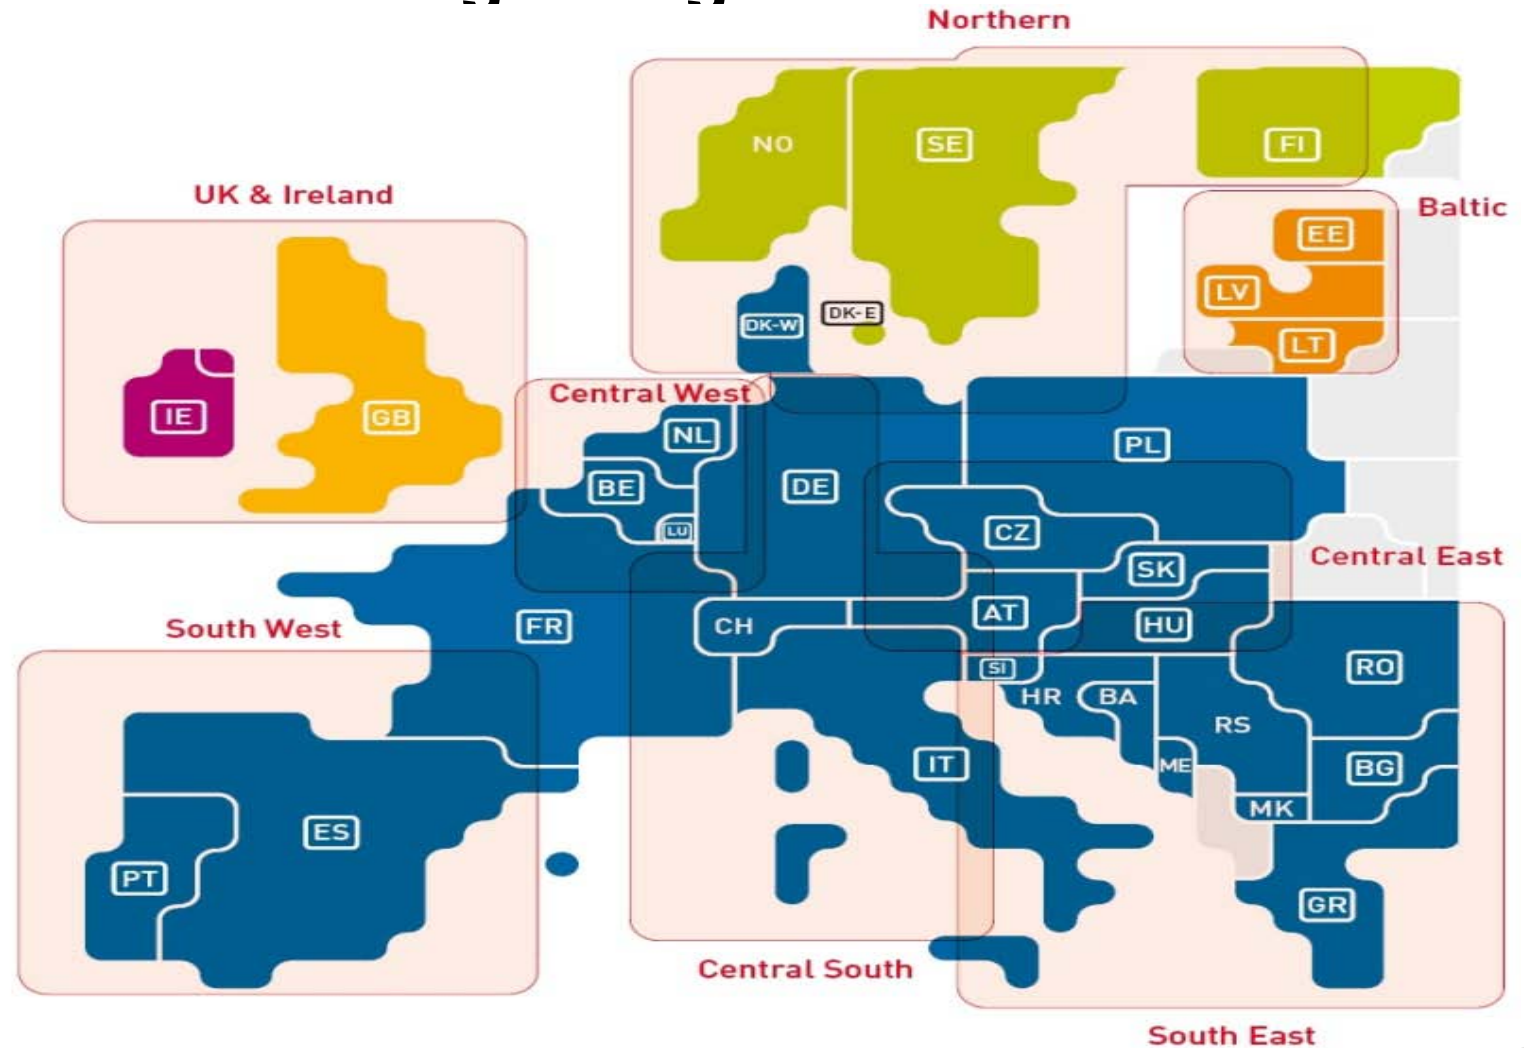 Northern
NO
SE
FI
UK & Ireland
Baltic
EE
LV
LT
DK-W
DK-E
IE
GB
Central West
NL
PL
BE
DE
LU
CZ
Central East
SK
South West
FR
CH
AT
HU
SI
RO
HR
BA
RS
IT
ME
BG
MK
ES
PT
GR
Central South
South East